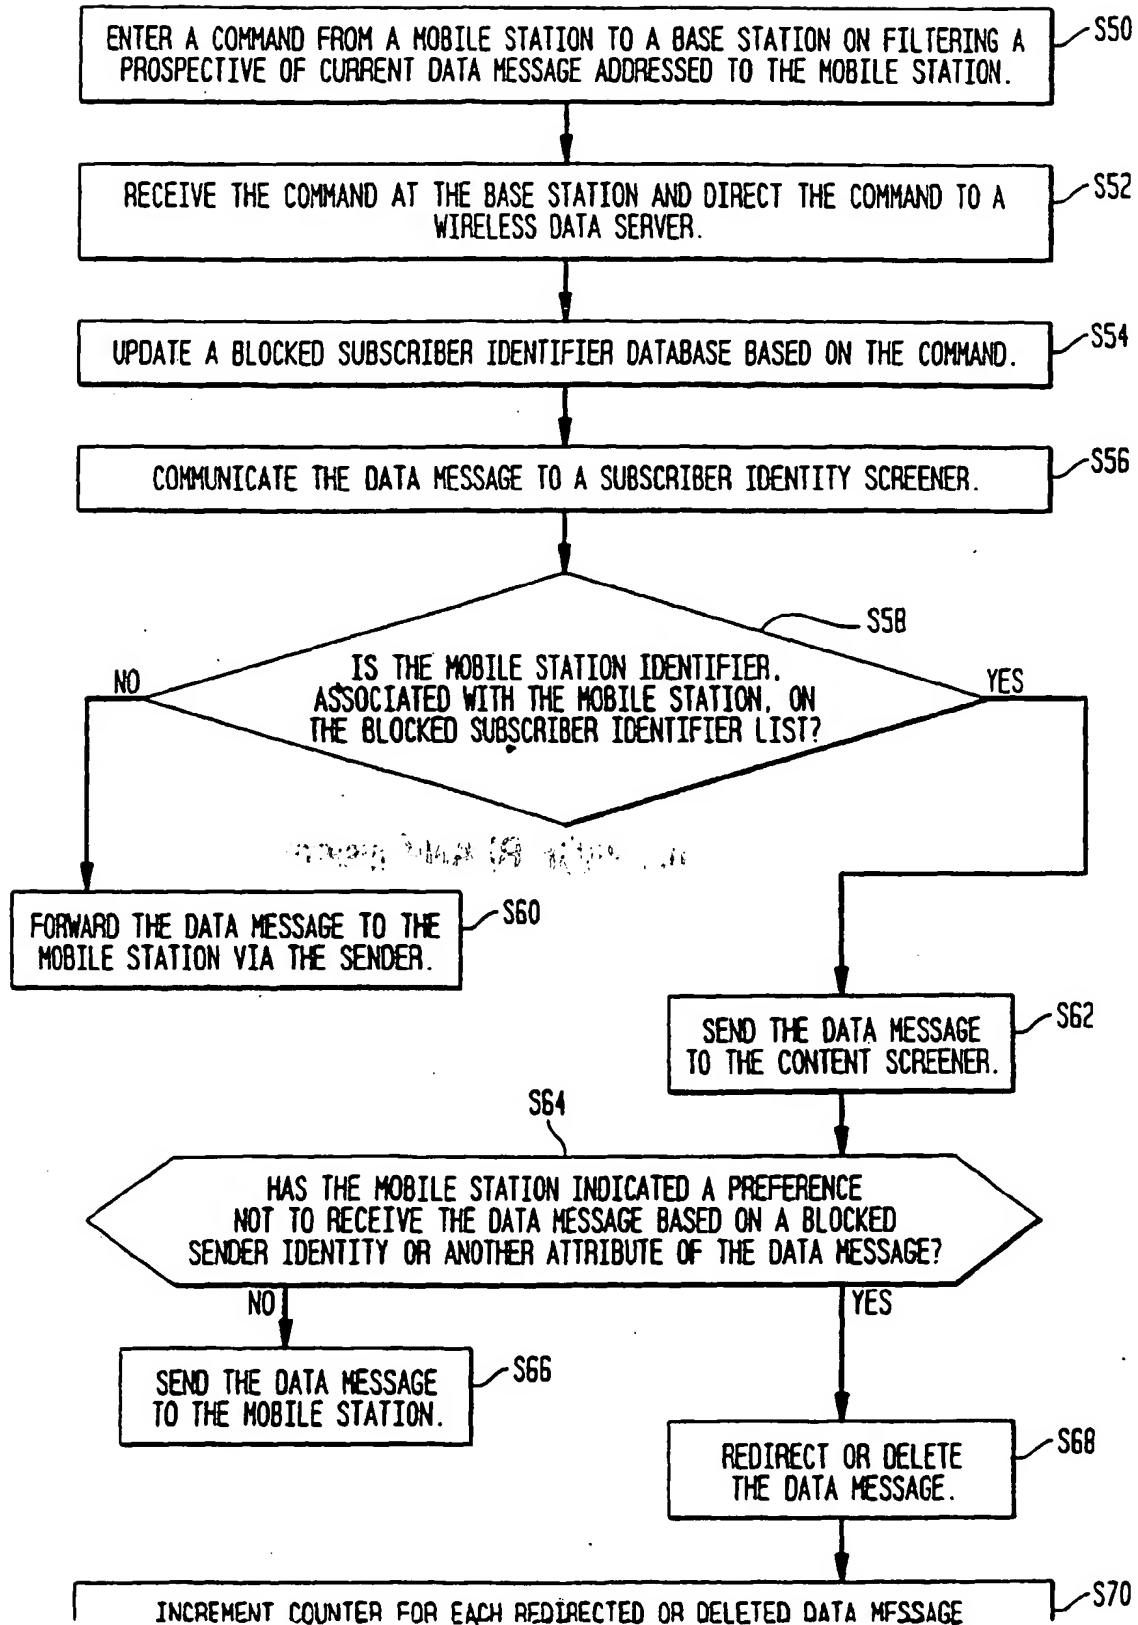 S50
ENTER A COMMAND FROM A MOBILE STATION TO A BASE STATION ON FILTERING A
PROSPECTIVE OF CURRENT DATA MESSAGE ADDRESSED TO THE MOBILE STATION.
S52
RECEIVE THE COMMAND AT THE BASE STATION AND DIRECT THE COMMAND TO A
WIRELESS DATA SERVER.
S54
UPDATE A BLOCKED SUBSCRIBER IDENTIFIER DATABASE BASED ON THE COMMAND.
S56
COMMUNICATE THE DATA MESSAGE TO A SUBSCRIBER IDENTITY SCREENER.
S58
IS THE MOBILE STATION IDENTIFIER,
ASSOCIATED WITH THE MOBILE STATION, ON
THE BLOCKED SUBSCRIBER IDENTIFIER LIST?
NO
YES
S60
FORWARD THE DATA MESSAGE TO THE
MOBILE STATION VIA THE SENDER.
S62
SEND THE DATA MESSAGE
TO THE CONTENT SCREENER.
S64
HAS THE MOBILE STATION INDICATED A PREFERENCE
NOT TO RECEIVE THE DATA MESSAGE BASED ON A BLOCKED
SENDER IDENTITY OR ANOTHER ATTRIBUTE OF THE DATA MESSAGE?
NO
YES
S66
SEND THE DATA MESSAGE
TO THE MOBILE STATION.
S68
REDIRECT OR DELETE
THE DATA MESSAGE.
S70
INCREMENT COUNTER FOR EACH REDIRECTED OR DELETED DATA MESSAGE